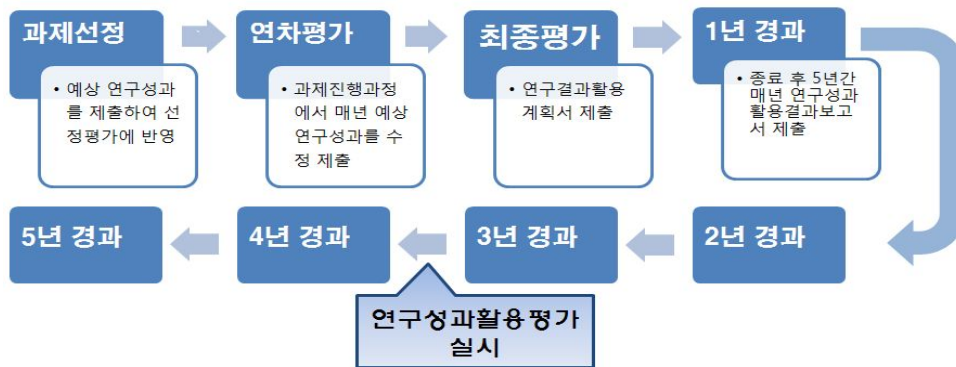 과제선정
• 예상 연구성과
를 제출하여 선
정평가에 반영
연차평가
• 과제진행과정
에서 매년 예상
연구성과를 수
정 제출
최종평가
• 연구결과활용
계획서 제출
1년 경과
• 종료 후 5년간
매년 연구성과
활용결과보고
서 제출
2년 경과
3년 경과
4년 경과
5년 경과
연구성과활용평가
실시